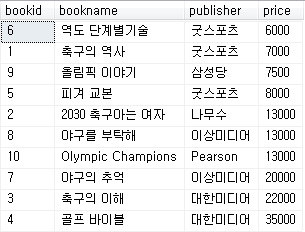 bookid bookname publisher price
6 역도 단계별기술 굿스포츠 6000
1 축구의 역사 굿스포츠 7000
9 올림픽 이야기 삼성당 7500
5 피겨 교본 굿스포츠 8000
2 2030 축구아는 여자 나무수 13000
8 야구를 부탁해 이상미디어 13000
10 Olympic Champions Pearson 13000
7 야구의 추억 이상미디어 20000
3 축구의 이해 대한미디어 22000
4 골프 바이블 대한미디어 35000